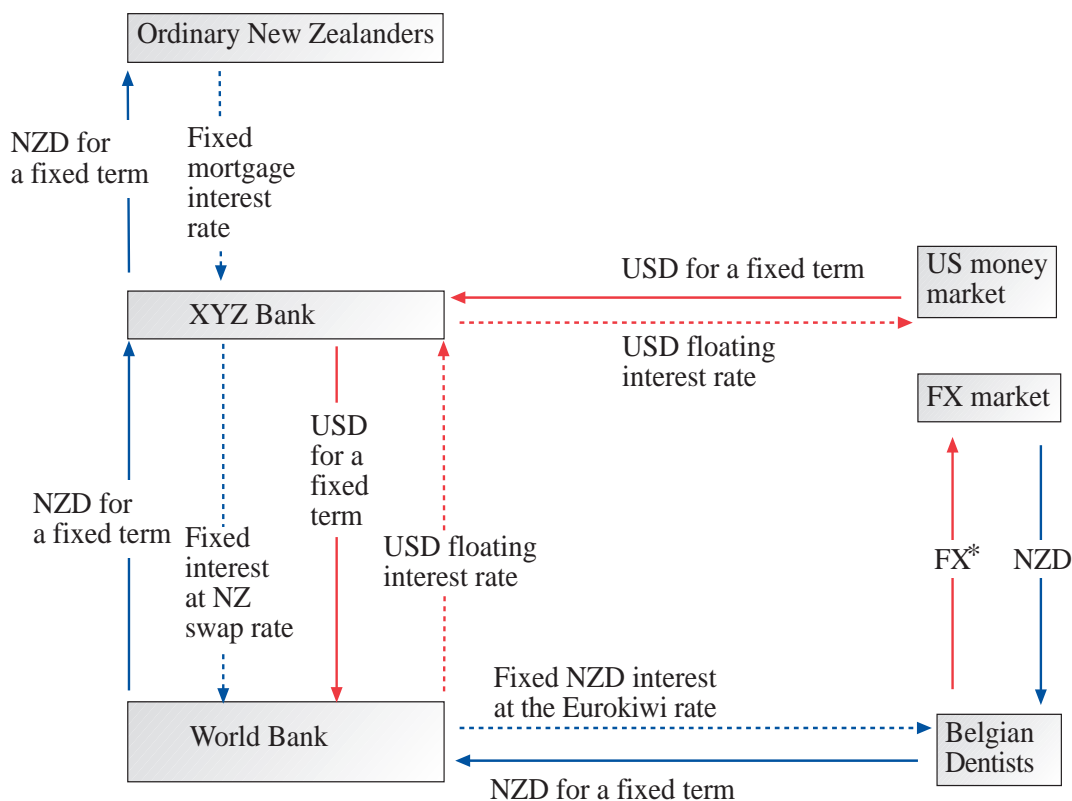 Ordinary New Zealanders
NZD for
a fixed term
Fixed
mortgage
interest
rate
USD for a fixed term
US money
market
XYZ Bank
USD floating
interest rate
FX market
USD
for a
fixed
term
NZD for
a fixed term
Fixed
interest
at NZ
swap rate
USD floating
interest rate
FX*
NZD
Fixed NZD interest
at the Eurokiwi rate
World Bank
Belgian
Dentists
NZD for a fixed term